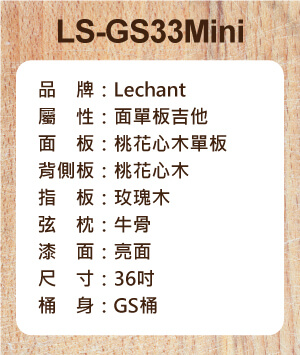 LS-GS33Mini
品　牌：Lechant
屬　性：面單板吉他
面　板：桃花心木單板
背側板：桃花心木
指　板：玫瑰木
弦　枕：牛骨
漆　面：亮面
尺　寸：36吋
桶　身：GS桶